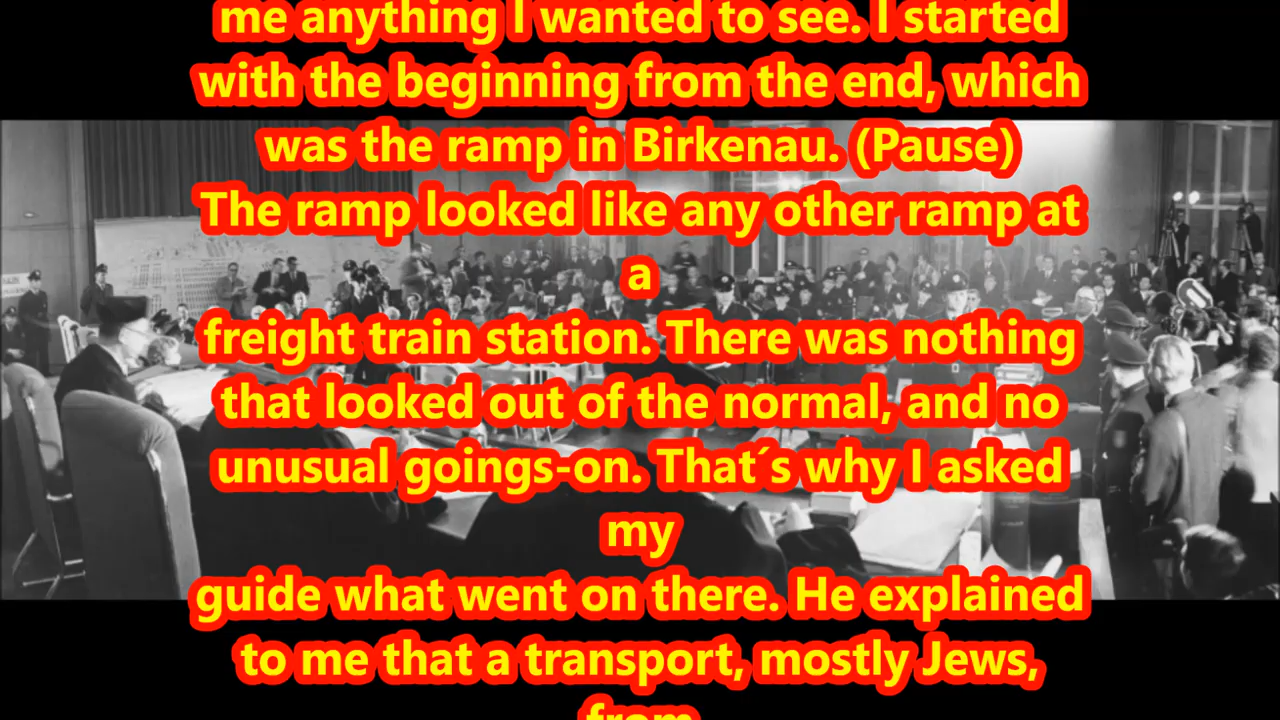 me anything I wanted to see. I started
with the beginning from the end, which
was the ramp in Birkenau. (Pause)
The ramp looked like any other ramp at
a
freight train station. There was nothing
that looked out of the normal, and no
unusual goings-on. That´s why I asked
my
guide what went on there. He explained
to me that a transport, mostly Jews,
from